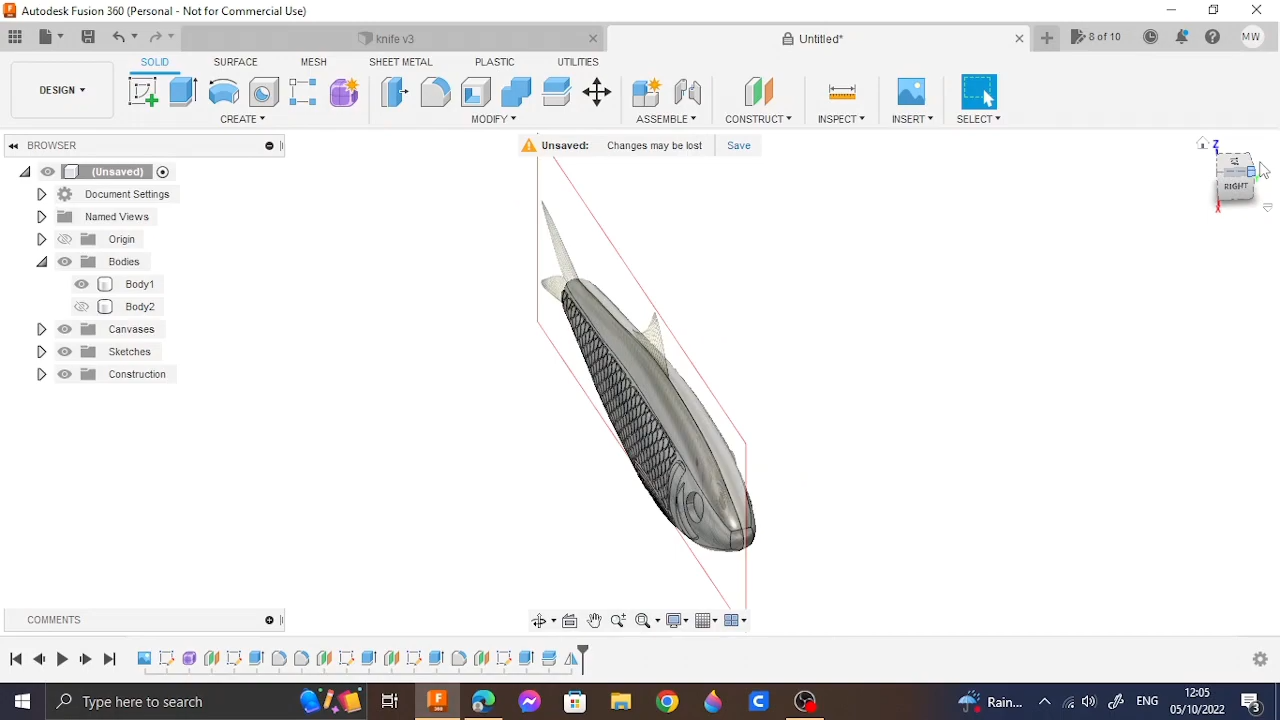 Autodesk Fusion 360 (Personal - Not for Commercial Use)
knife v3
Untitled*
8 of 10
MW
DESIGN
SOLID
SURFACE
MESH
SHEET METAL
PLASTIC
UTILITIES
CREATE
MODIFY
ASSEMBLE
CONSTRUCT
INSPECT
INSERT
SELECT
BROWSER
Unsaved: Changes may be lost Save
(Unsaved)
Document Settings
Named Views
Origin
Bodies
Body1
Body2
Canvases
Sketches
Construction
Z
RIGHT
X
COMMENTS
Type here to search
Rain...
ENG
12:05
05/10/2022
3